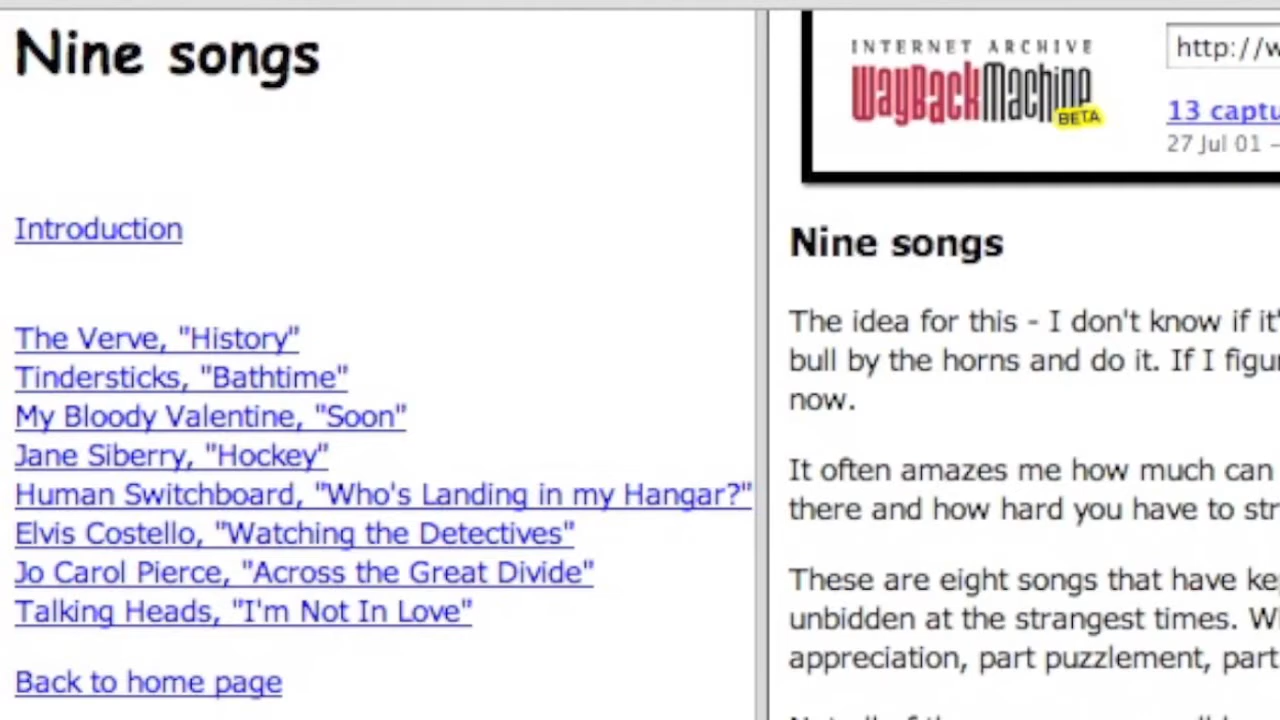 Nine songs
Introduction
The Verve, "History"
Tindersticks, "Bathtime"
My Bloody Valentine, "Soon"
Jane Siberry, "Hockey"
Human Switchboard, "Who's Landing in my Hangar?"
Elvis Costello, "Watching the Detectives"
Jo Carol Pierce, "Across the Great Divide"
Talking Heads, "I'm Not In Love"
Back to home page
INTERNET ARCHIVE
WayBackMachine
BETA
http://w
13 captu
27 Jul 01 -
Nine songs
The idea for this - I don't know if it'
bull by the horns and do it. If I figu
now.
It often amazes me how much can
there and how hard you have to str
These are eight songs that have ke
unbidden at the strangest times. Wi
appreciation, part puzzlement, part